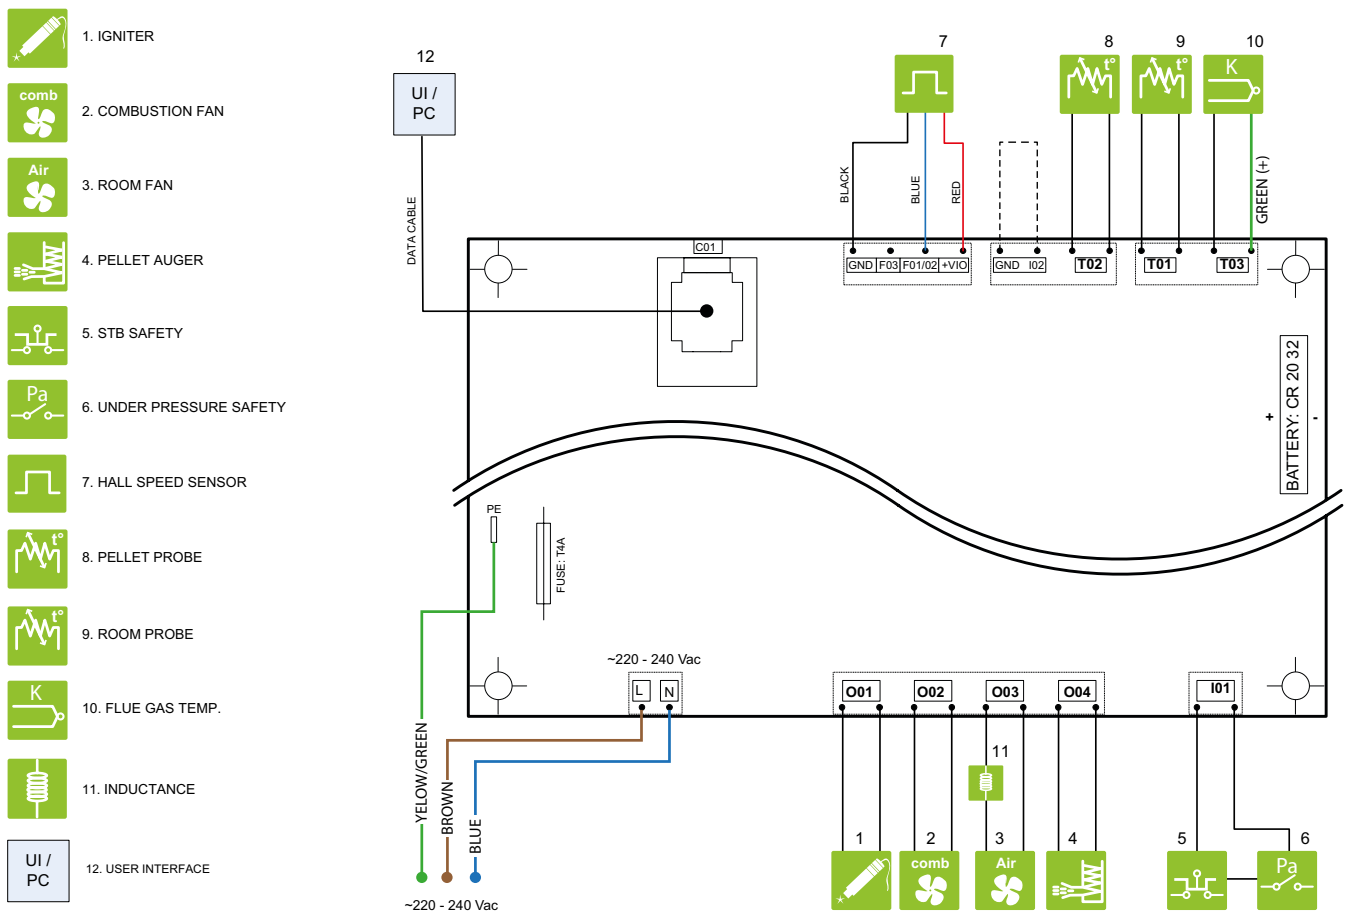 1. IGNITER
comb
2. COMBUSTION FAN
Air
3. ROOM FAN
4. PELLET AUGER
5. STB SAFETY
Pa
6. UNDER PRESSURE SAFETY
7. HALL SPEED SENSOR
t°
8. PELLET PROBE
t°
9. ROOM PROBE
K
10. FLUE GAS TEMP.
11. INDUCTANCE
UI /
PC
12. USER INTERFACE
12
UI /
PC
DATA CABLE
7
8
t°
9
t°
10
K
BLACK
BLUE
RED
GREEN (+)
C01
GND F03 F01/02 +VIO
GND I02
T02
T01
T03
+
BATTERY: CR 20 32
-
PE
FUSE: T4A
~220 - 240 Vac
L
N
O01
O02
O03
O04
I01
YELOW/GREEN
BROWN
BLUE
~220 - 240 Vac
11
1
2
comb
3
Air
4
5
6
Pa